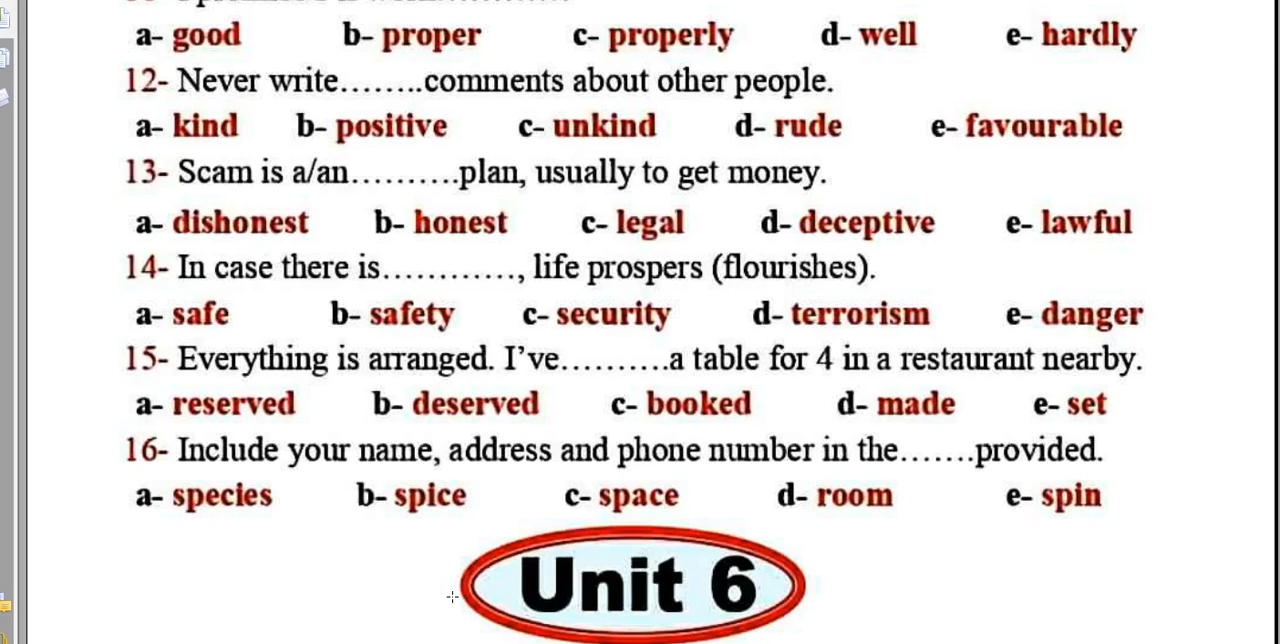 a- good b- proper c- properly d- well e- hardly
12- Never write........comments about other people.
a- kind b- positive c- unkind d- rude e- favourable
13- Scam is a/an..........plan, usually to get money.
a- dishonest b- honest c- legal d- deceptive e- lawful
14- In case there is............, life prospers (flourishes).
a- safe b- safety c- security d- terrorism e- danger
15- Everything is arranged. I've..........a table for 4 in a restaurant nearby.
a- reserved b- deserved c- booked d- made e- set
16- Include your name, address and phone number in the.......provided.
a- species b- spice c- space d- room e- spin
Unit 6